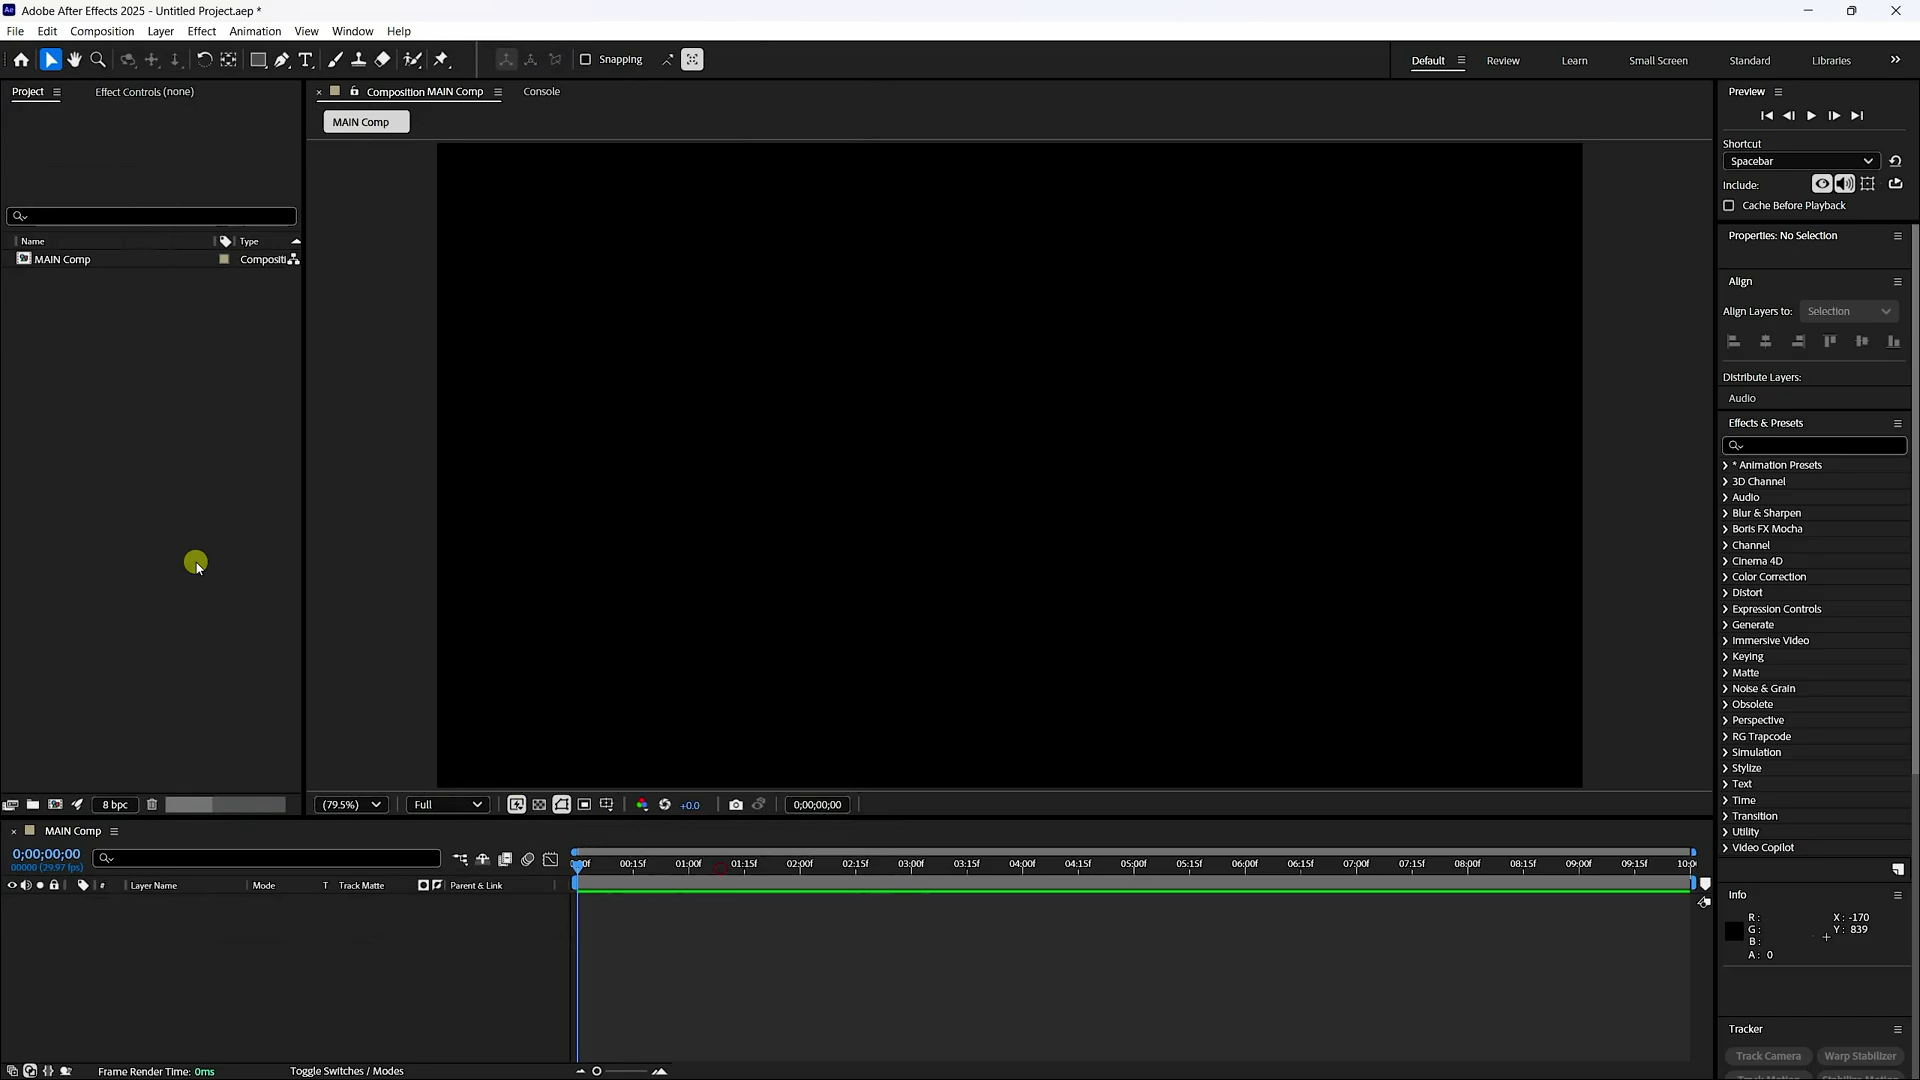 Adobe After Effects 2025 - Untitled Project.aep *
File Edit Composition Layer Effect Animation View Window Help
Snapping
Default Review Learn Small Screen Standard Libraries
Project Effect Controls (none)
Composition MAIN Comp Console
MAIN Comp
Name Type
MAIN Comp Compositi
8 bpc
(79.5%) Full +0.0 0;00;00;00
Preview
Shortcut
Spacebar
Include:
Cache Before Playback
Properties: No Selection
Align
Align Layers to: Selection
Distribute Layers:
Audio
Effects & Presets
* Animation Presets
3D Channel
Audio
Blur & Sharpen
Boris FX Mocha
Channel
Cinema 4D
Color Correction
Distort
Expression Controls
Generate
Immersive Video
Keying
Matte
Noise & Grain
Obsolete
Perspective
RG Trapcode
Simulation
Stylize
Text
Time
Transition
Utility
Video Copilot
Info
R: X: -170
G: Y: 839
B:
A: 0
Tracker
Track Camera Warp Stabilizer
MAIN Comp
0;00;00;00
00000 (29.97 fps)
00:15f 01:00f 01:15f 02:00f 02:15f 03:00f 03:15f 04:00f 04:15f 05:00f 05:15f 06:00f 06:15f 07:00f 07:15f 08:00f 08:15f 09:00f 09:15f 10:0
# Layer Name Mode T Track Matte Parent & Link
Frame Render Time: 0ms Toggle Switches / Modes